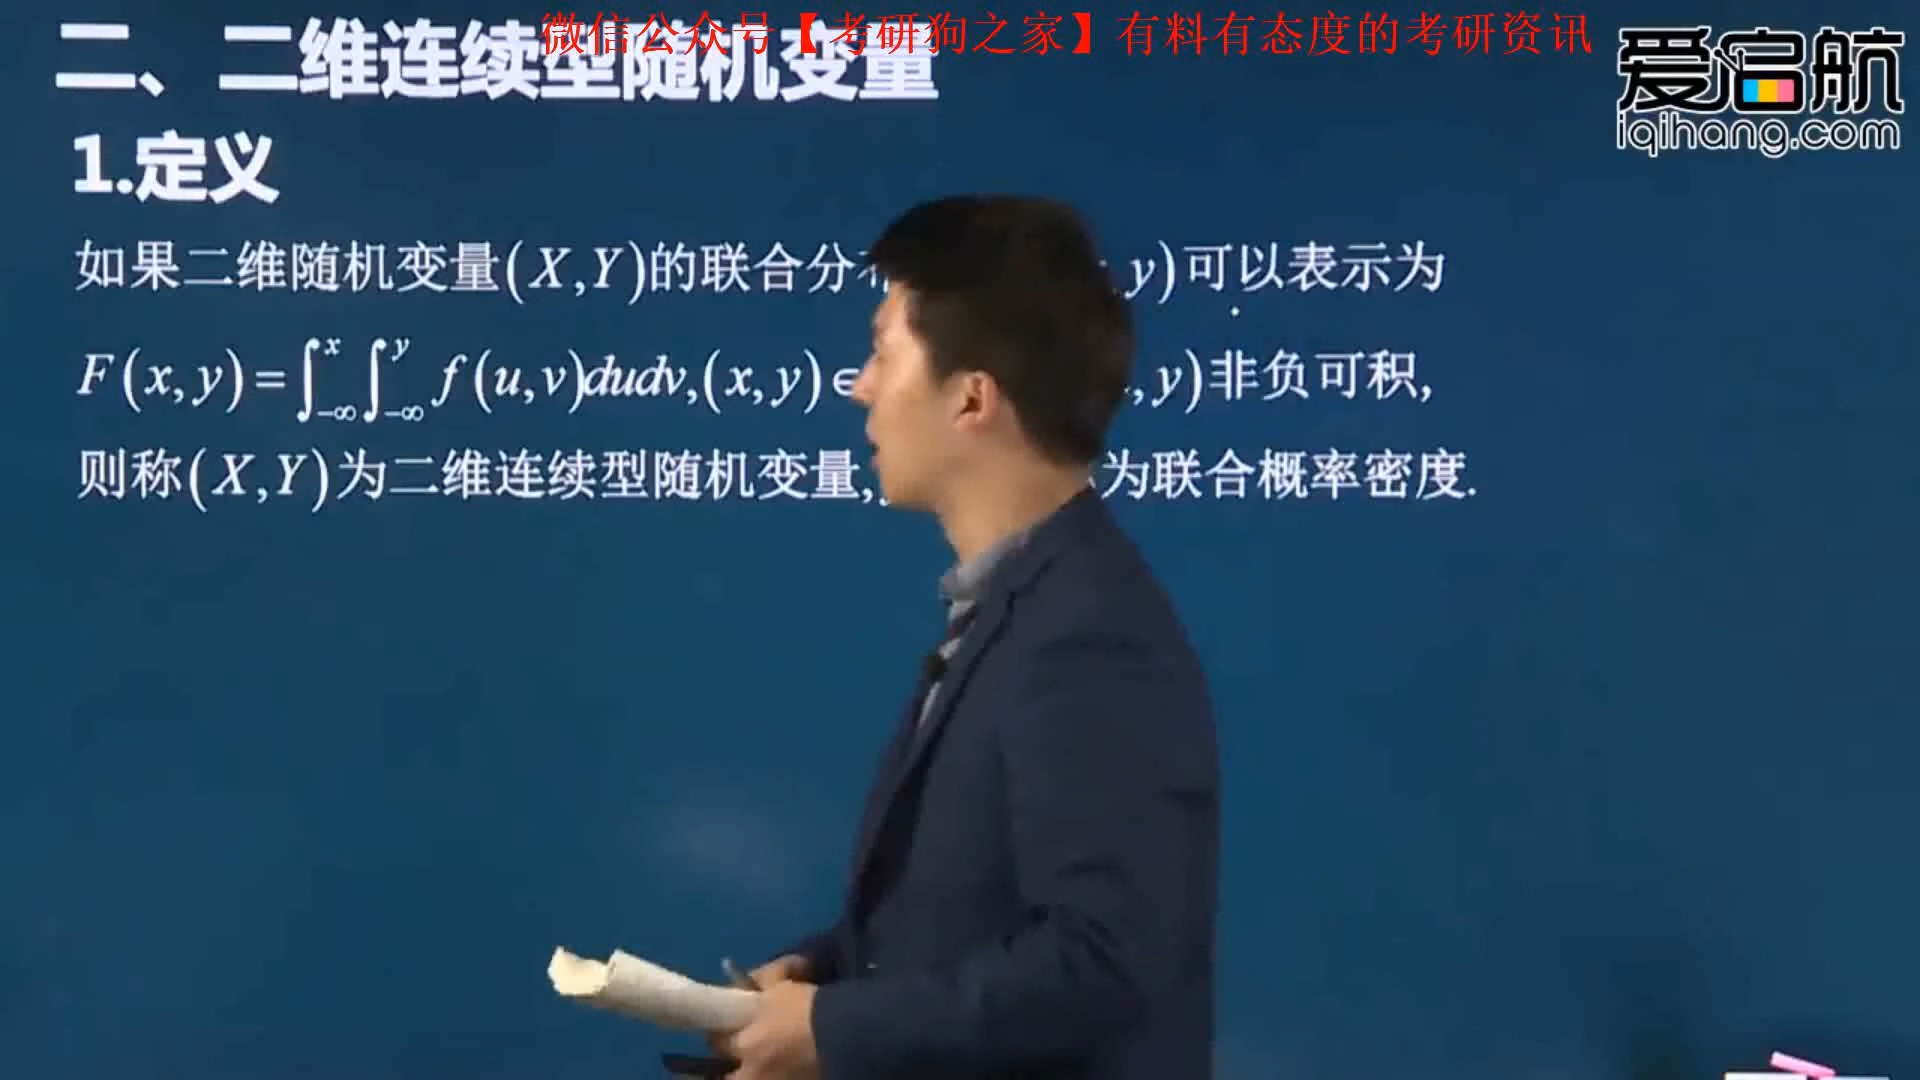 微信公众号【考研狗之家】有料有态度的考研资讯
爱启航
iqihang.com
二、二维连续型随机变量
1.定义
如果二维随机变量(X,Y)的联合分 y)可以表示为
F(x,y)=∫_{-∞}^{x}∫_{-∞}^{y} f(u,v)dudv,(x,y)∈ ,y)非负可积,
则称(X,Y)为二维连续型随机变量, 为联合概率密度.